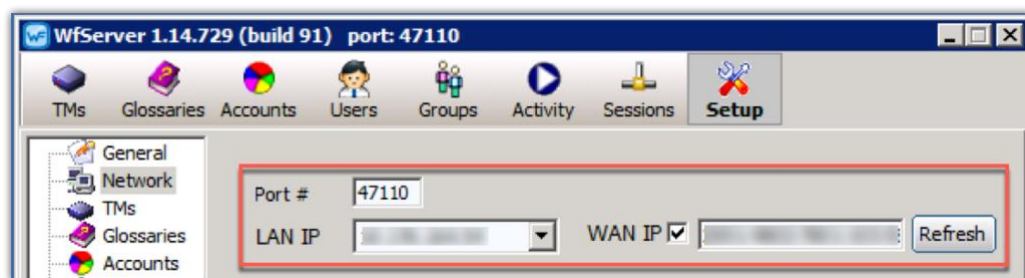 WfServer 1.14.729 (build 91) port: 47110
TMs Glossaries Accounts Users Groups Activity Sessions Setup
General
Network
TMs
Glossaries
Accounts
Port # 47110
LAN IP WAN IP Refresh